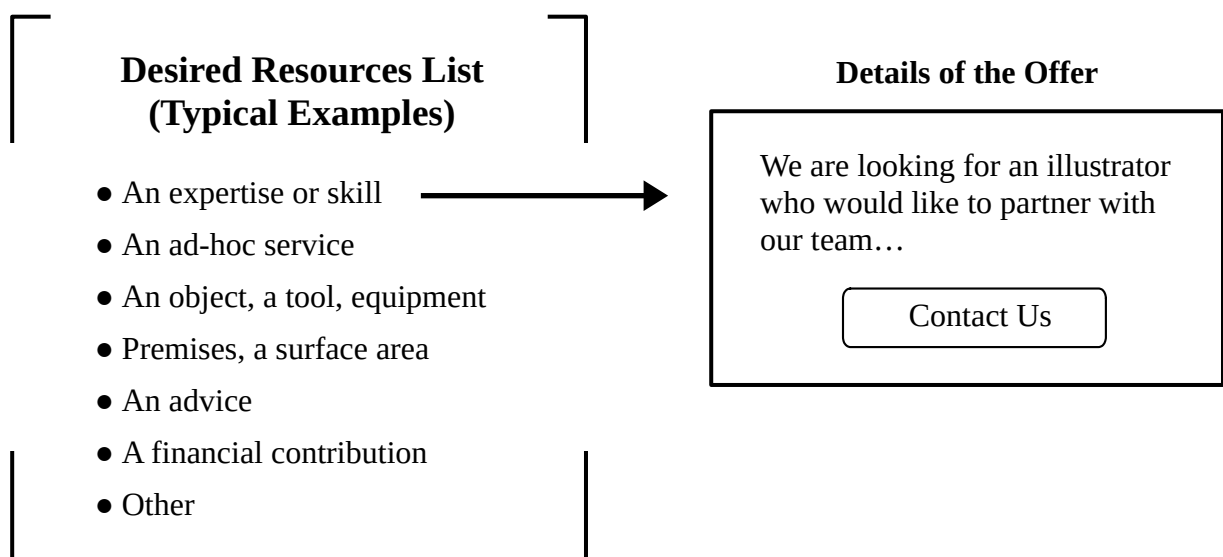 Desired Resources List
(Typical Examples)
● An expertise or skill
● An ad-hoc service
● An object, a tool, equipment
● Premises, a surface area
● An advice
● A financial contribution
● Other
Details of the Offer
We are looking for an illustrator
who would like to partner with
our team…
Contact Us